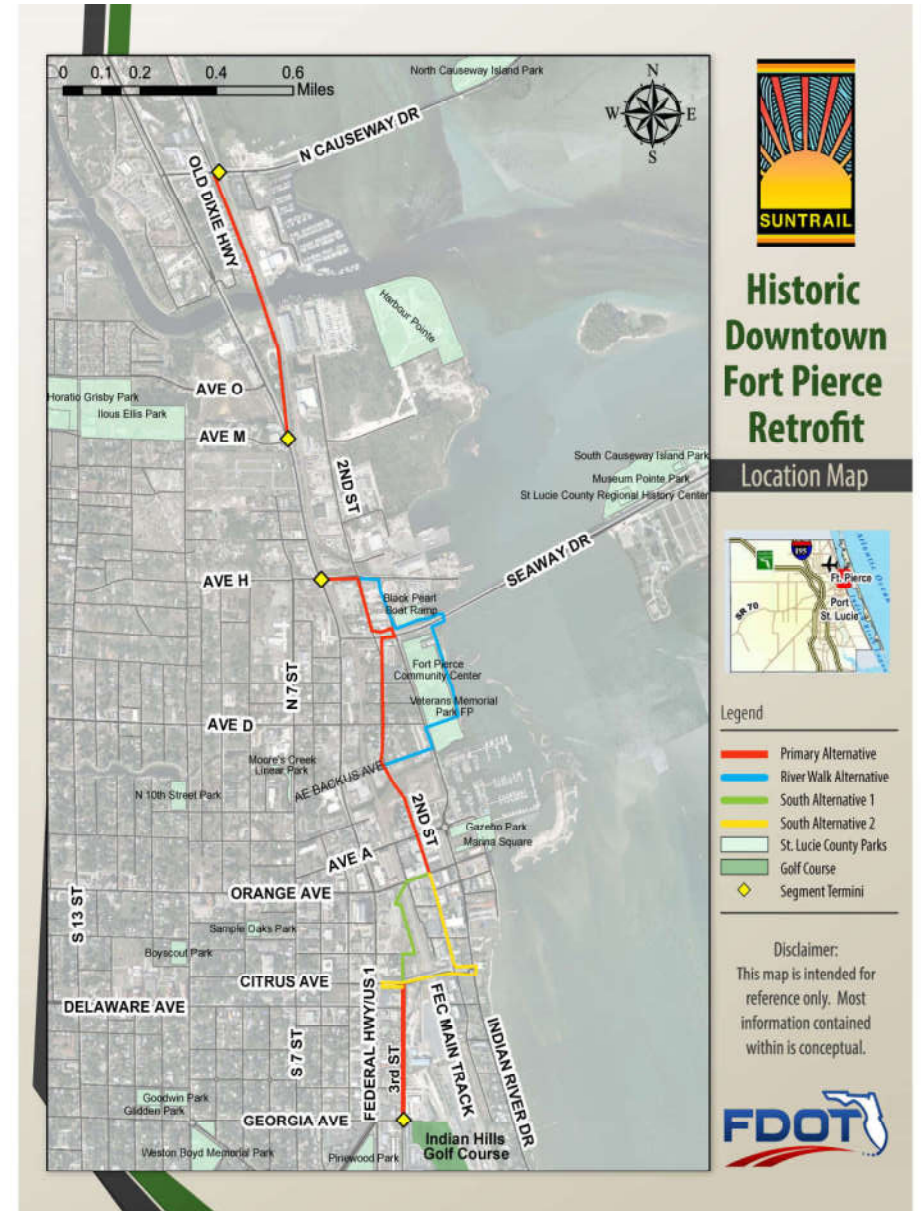 0 0.1 0.2 0.4 0.6
Miles
North Causeway Island Park
N
W E
S
N CAUSEWAY DR
OLD DIXIE HWY
Harbour Pointe
AVE O
Horatio Grisby Park
Ilous Ellis Park
AVE M
2ND ST
South Causeway Island Park
Museum Pointe Park
St Lucie County Regional History Center
SEAWAY DR
AVE H
Black Pearl
Boat Ramp
Fort Pierce
Community Center
N 7 ST
Veterans Memorial
Park FP
AVE D
Moore's Creek
Linear Park
AE BACKUS AVE
N 10th Street Park
2ND ST
Gazebo Park
Marina Square
AVE A
ORANGE AVE
S 13 ST
Sample Oaks Park
Boyscout Park
CITRUS AVE
DELAWARE AVE
FEDERAL HWY/US 1
FEC MAIN TRACK
INDIAN RIVER DR
S 7 ST
3rd ST
Goodwin Park
Glidden Park
GEORGIA AVE
Indian Hills
Golf Course
Weston Boyd Memorial Park
Pinewood Park
SUNTRAIL
Historic
Downtown
Fort Pierce
Retrofit
Location Map
Atlantic Ocean
Ft. Pierce
Port
St. Lucie
SR 70
Legend
Primary Alternative
River Walk Alternative
South Alternative 1
South Alternative 2
St. Lucie County Parks
Golf Course
Segment Termini
Disclaimer:
This map is intended for
reference only. Most
information contained
within is conceptual.
FDOT